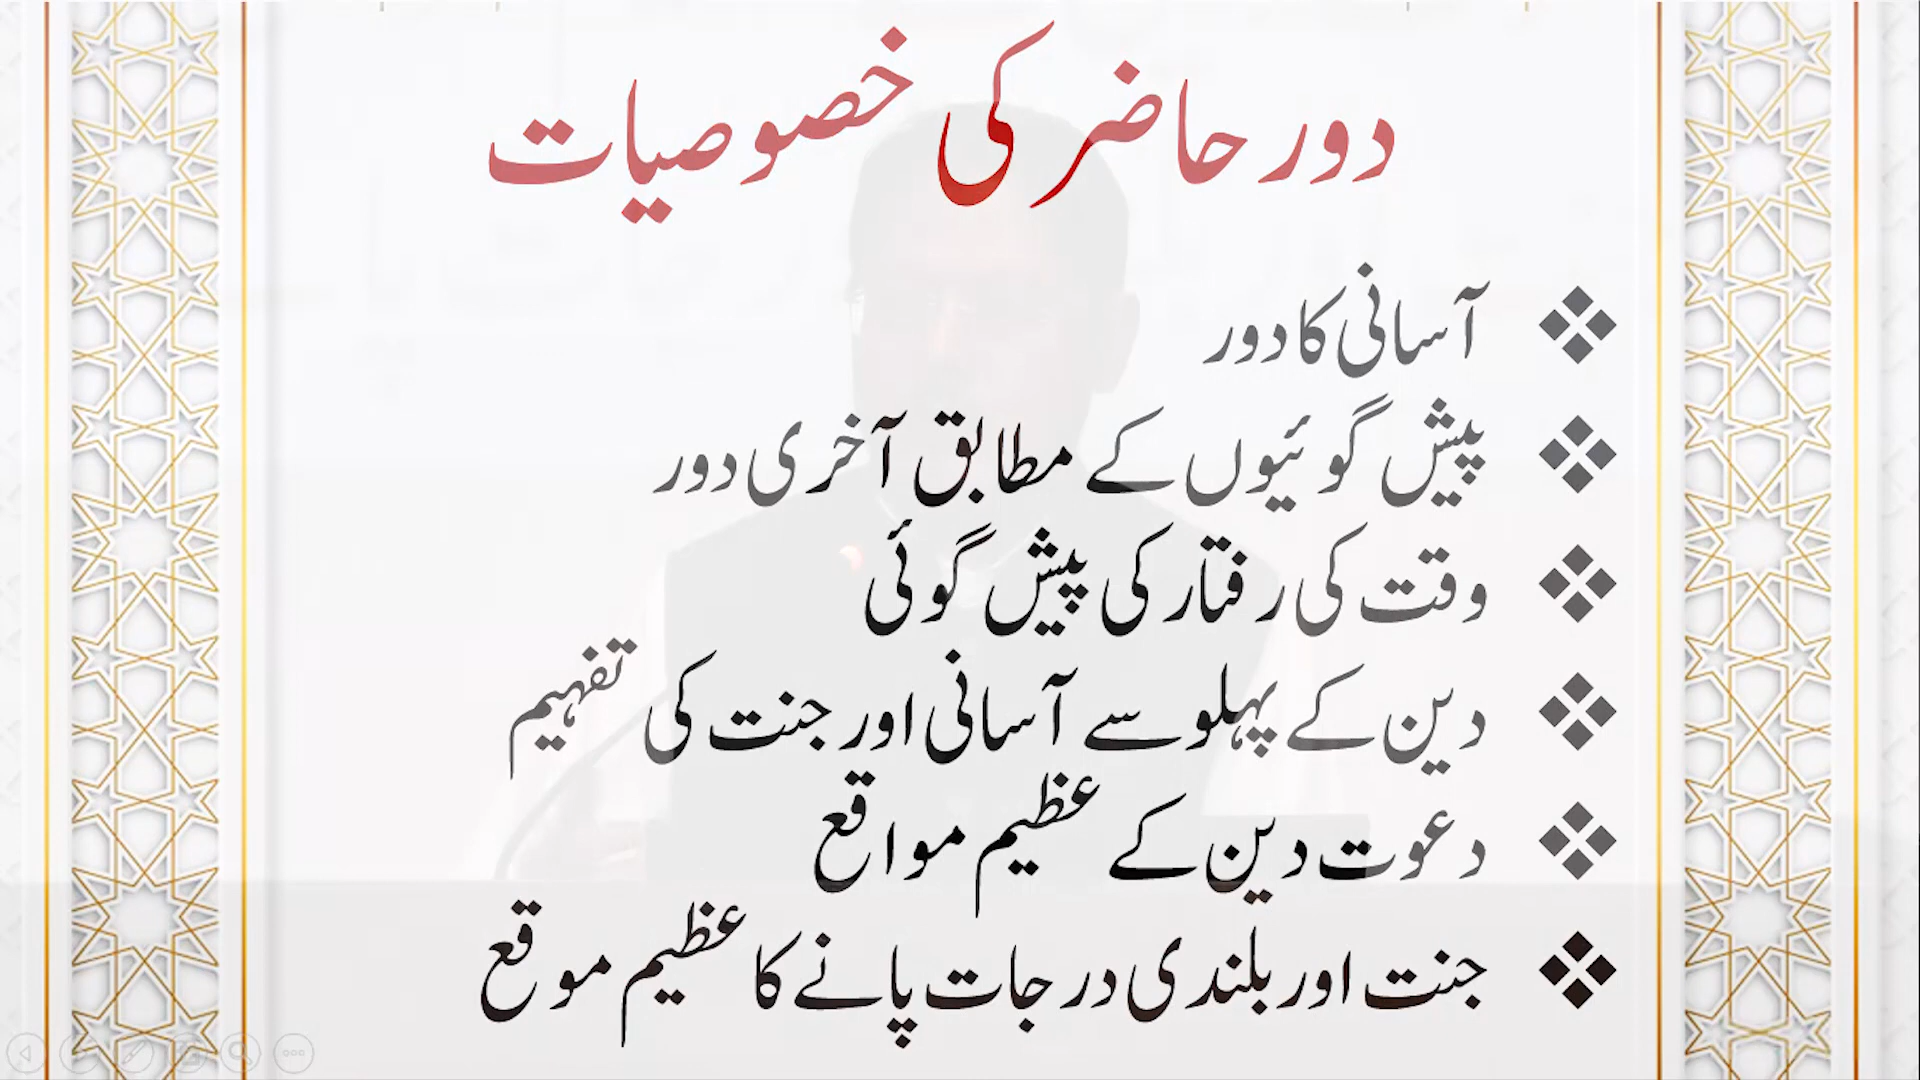 دور حاضر کی خصوصیات
آسانی کا دور
پیش گوئیوں کے مطابق آخری دور
وقت کی رفتار کی پیش گوئی
دین کے پہلو سے آسانی اور جنت کی تفہیم
دعوت دین کے عظیم مواقع
جنت اور بلندی درجات پانے کا عظیم موقع